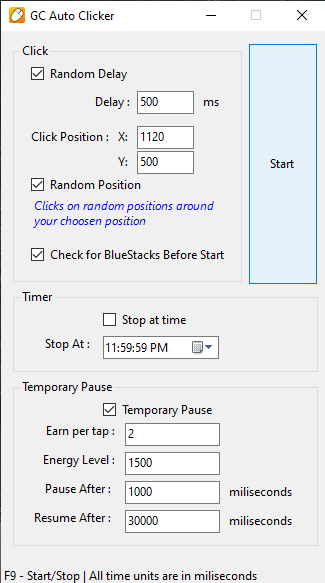 GC Auto Clicker
Click
Random Delay
Delay : 500 ms
Click Position : X: 1120
Y: 500
Random Position
Clicks on random positions around
your choosen position
Check for BlueStacks Before Start
Start
Timer
Stop at time
Stop At : 11:59:59 PM
Temporary Pause
Temporary Pause
Earn per tap : 2
Energy Level : 1500
Pause After : 1000 miliseconds
Resume After : 30000 miliseconds
F9 - Start/Stop | All time units are in miliseconds